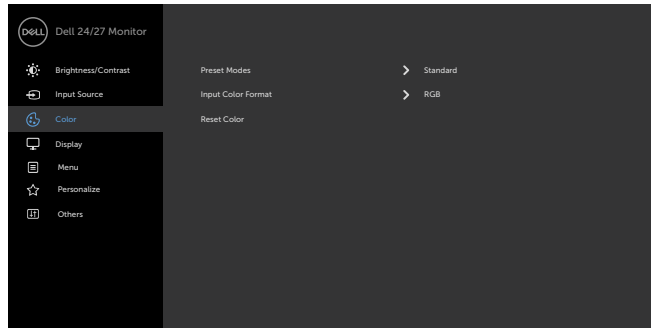 DELL Dell 24/27 Monitor
Brightness/Contrast
Input Source
Color
Display
Menu
Personalize
Others
Preset Modes Standard
Input Color Format RGB
Reset Color